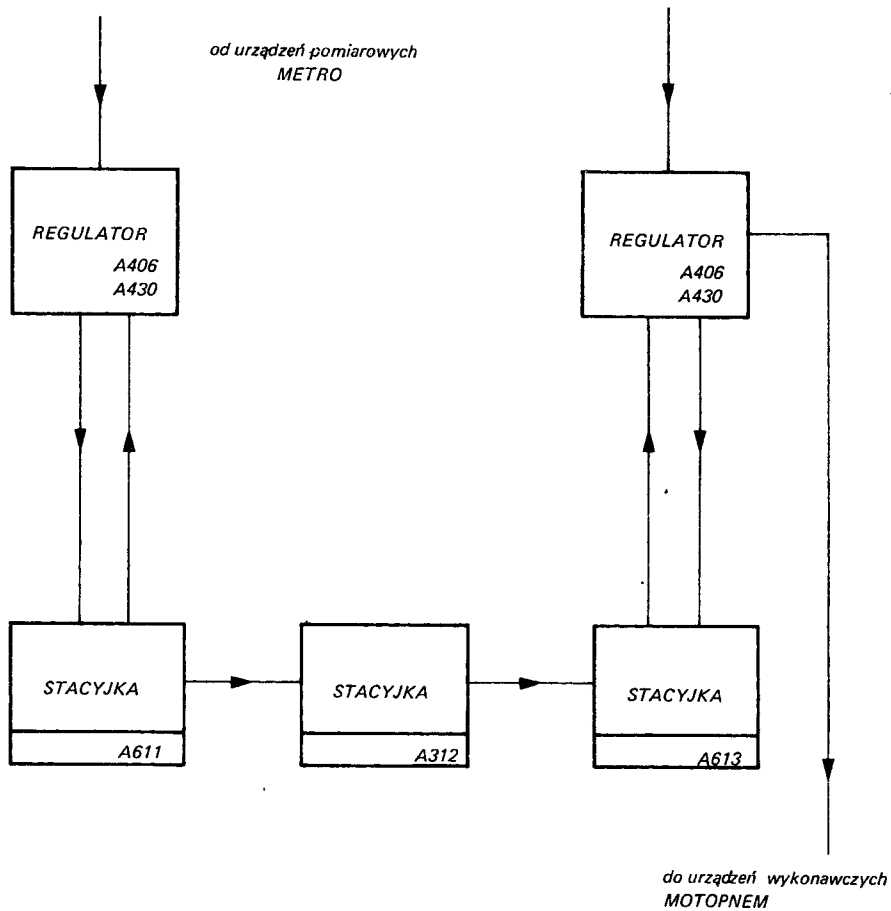 od urządzeń pomiarowych
METRO
REGULATOR
A406
A430
REGULATOR
A406
A430
STACYJKA
A611
STACYJKA
A312
STACYJKA
A613
do urządzeń wykonawczych
MOTOPNEM